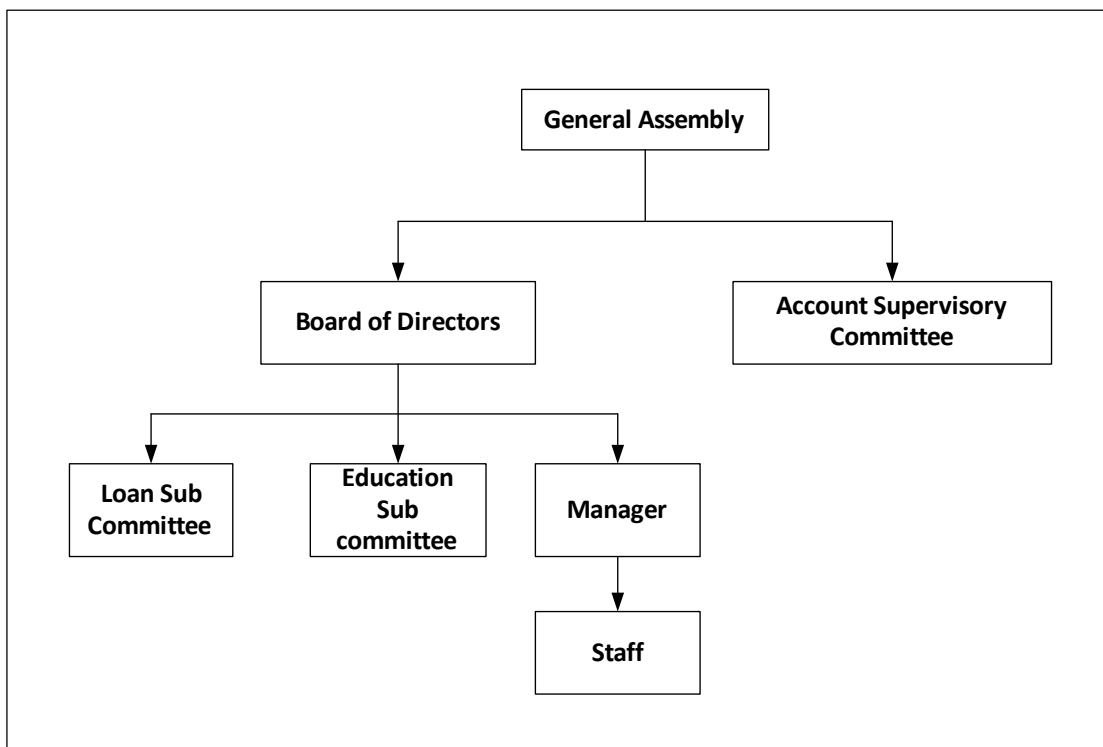 General Assembly
Board of Directors
Account Supervisory
Committee
Loan Sub
Committee
Education
Sub
committee
Manager
Staff